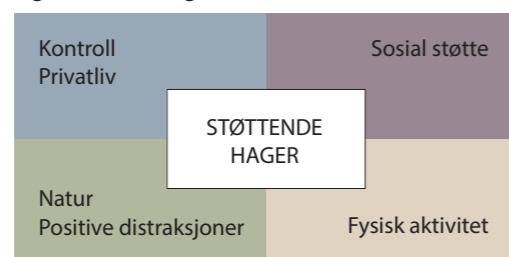 Kontroll
Privatliv
Sosial støtte
STØTTENDE
HAGER
Natur
Positive distraksjoner
Fysisk aktivitet